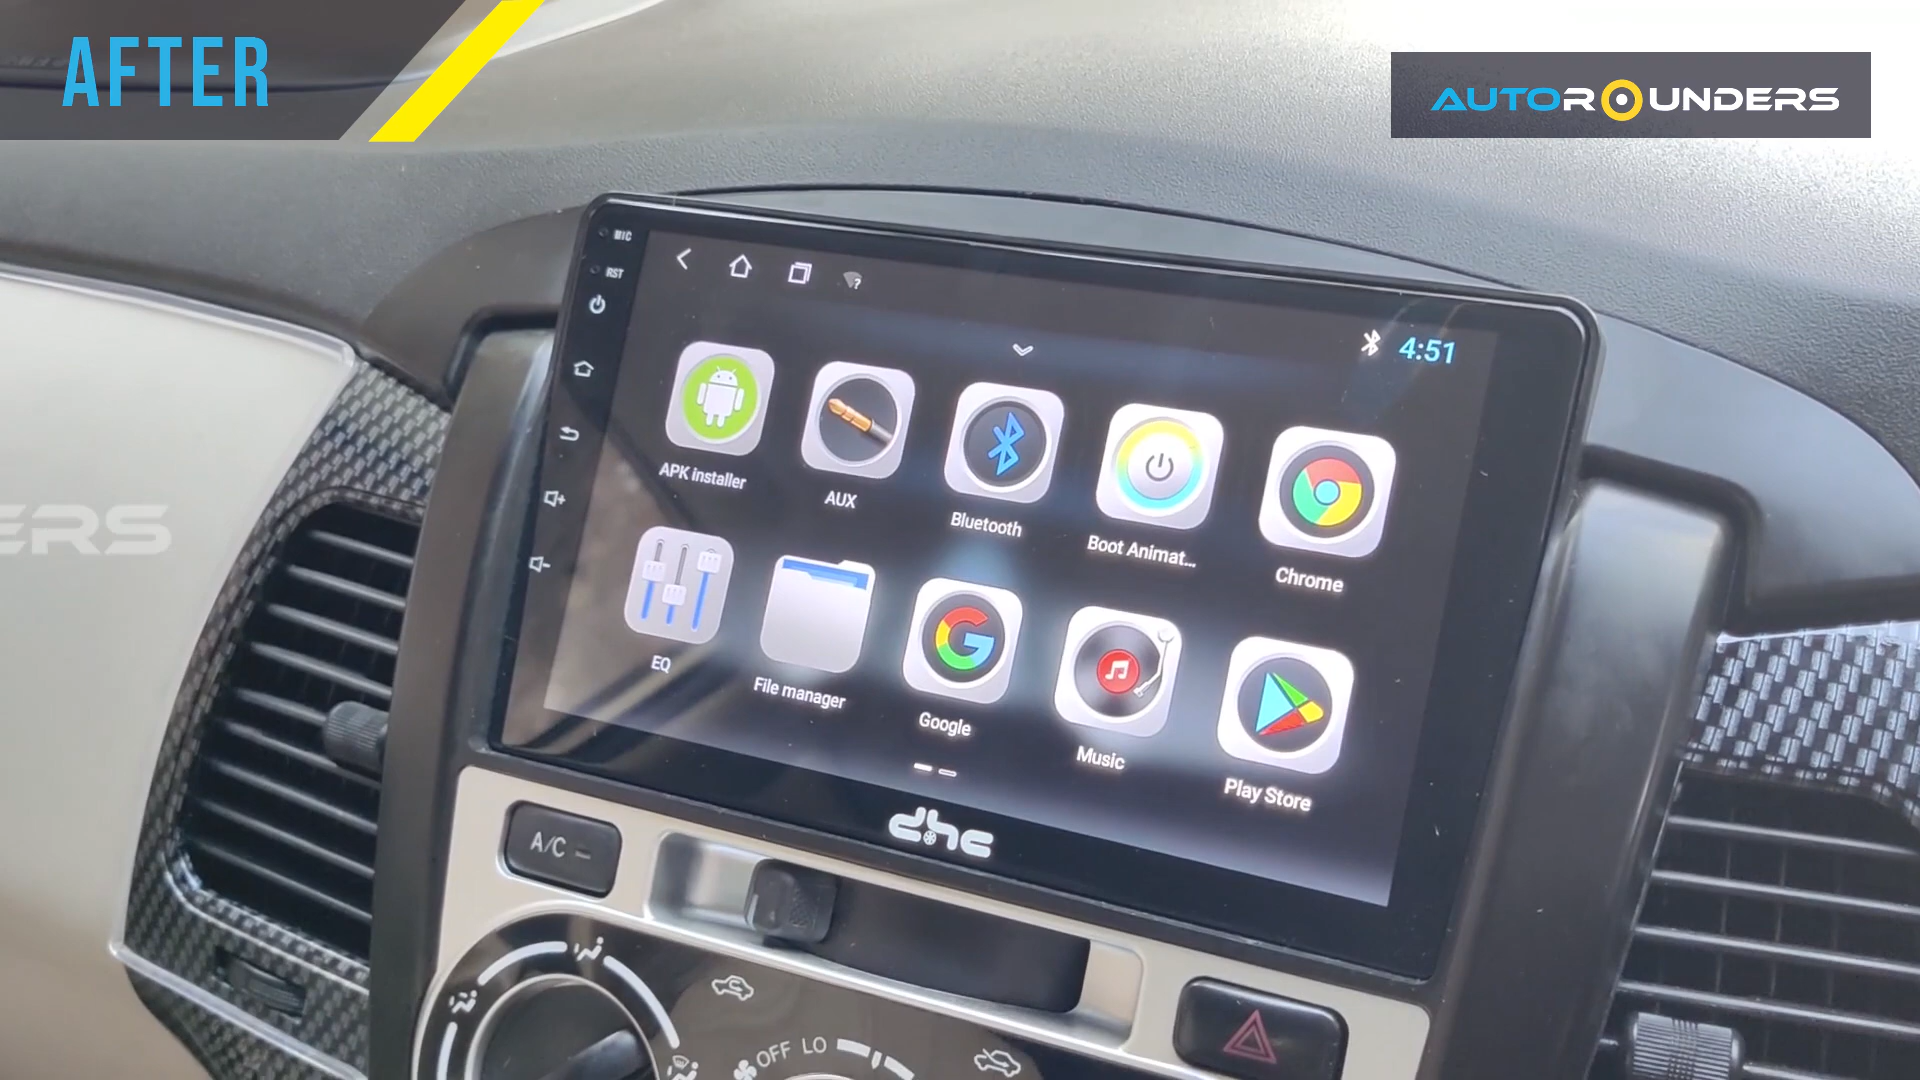 AFTER
AUTOROUNDERS
MIC
RST
4:51
APK installer
AUX
Bluetooth
Boot Animat...
Chrome
EQ
File manager
Google
Music
Play Store
dhc
ERS
A/C
OFF LO